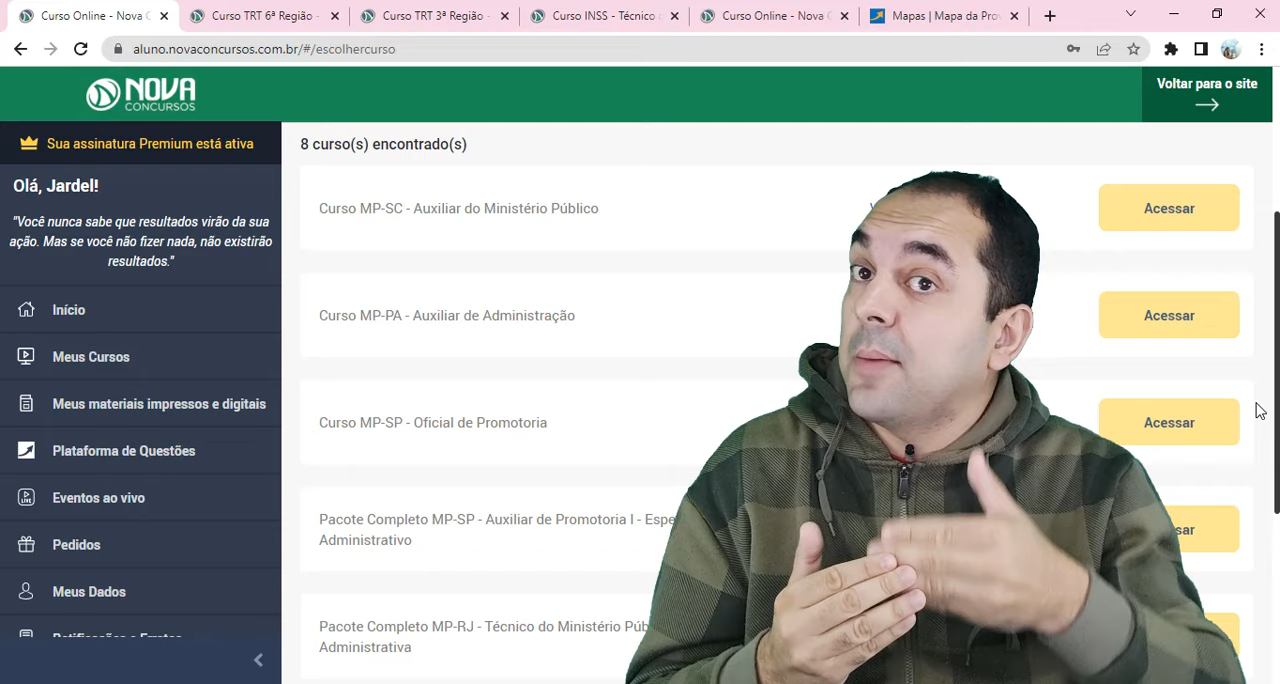 Curso Online - Nova C
Curso TRT 6ª Região -
Curso TRT 3ª Região -
Curso INSS - Técnico
Curso Online - Nova C
Mapas | Mapa da Prov
aluno.novaconcursos.com.br/#/escolhercurso
NOVA
CONCURSOS
Voltar para o site
Sua assinatura Premium está ativa
Olá, Jardel!
"Você nunca sabe que resultados virão da sua
ação. Mas se você não fizer nada, não existirão
resultados."
Início
Meus Cursos
Meus materiais impressos e digitais
Plataforma de Questões
Eventos ao vivo
Pedidos
Meus Dados
8 curso(s) encontrado(s)
Curso MP-SC - Auxiliar do Ministério Público
Acessar
Curso MP-PA - Auxiliar de Administração
Acessar
Curso MP-SP - Oficial de Promotoria
Acessar
Pacote Completo MP-SP - Auxiliar de Promotoria I - Espe
Administrativo
sar
Pacote Completo MP-RJ - Técnico do Ministério Púb
Administrativa